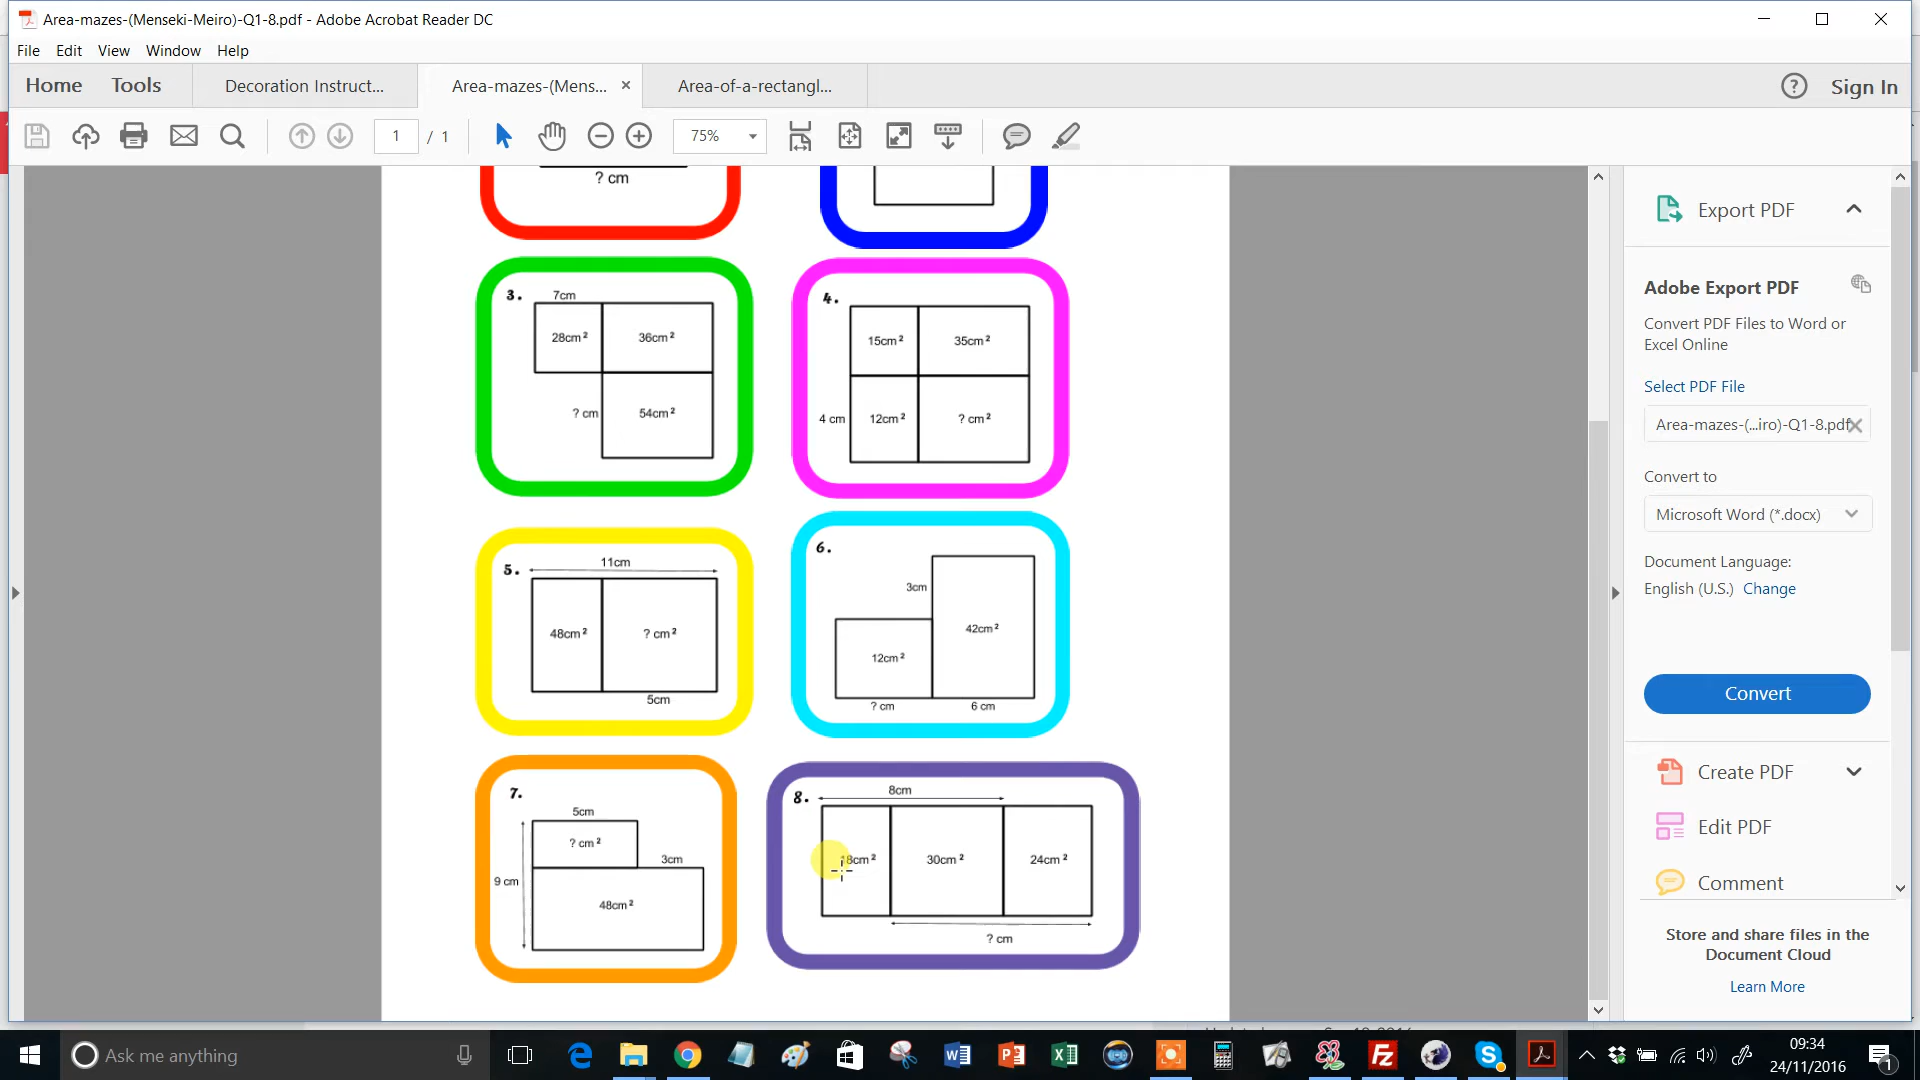 Area-mazes-(Menseki-Meiro)-Q1-8.pdf - Adobe Acrobat Reader DC
File Edit View Window Help
Home Tools Decoration Instruct... Area-mazes-(Mens... × Area-of-a-rectangl... ? Sign In
1 / 1 75%
? cm
3. 7cm
28cm² 36cm²
? cm 54cm²
4.
15cm² 35cm²
4 cm 12cm² ? cm²
5. 11cm
48cm² ? cm²
5cm
6.
3cm
42cm²
12cm²
? cm 6 cm
7.
5cm
? cm²
3cm
9 cm
48cm²
8. 8cm
18cm² 30cm² 24cm²
? cm
Export PDF
Adobe Export PDF
Convert PDF Files to Word or
Excel Online
Select PDF File
Area-mazes-(...iro)-Q1-8.pdf
Convert to
Microsoft Word (*.docx)
Document Language:
English (U.S.) Change
Convert
Create PDF
Edit PDF
Comment
Store and share files in the
Document Cloud
Learn More
Ask me anything
09:34
24/11/2016
1